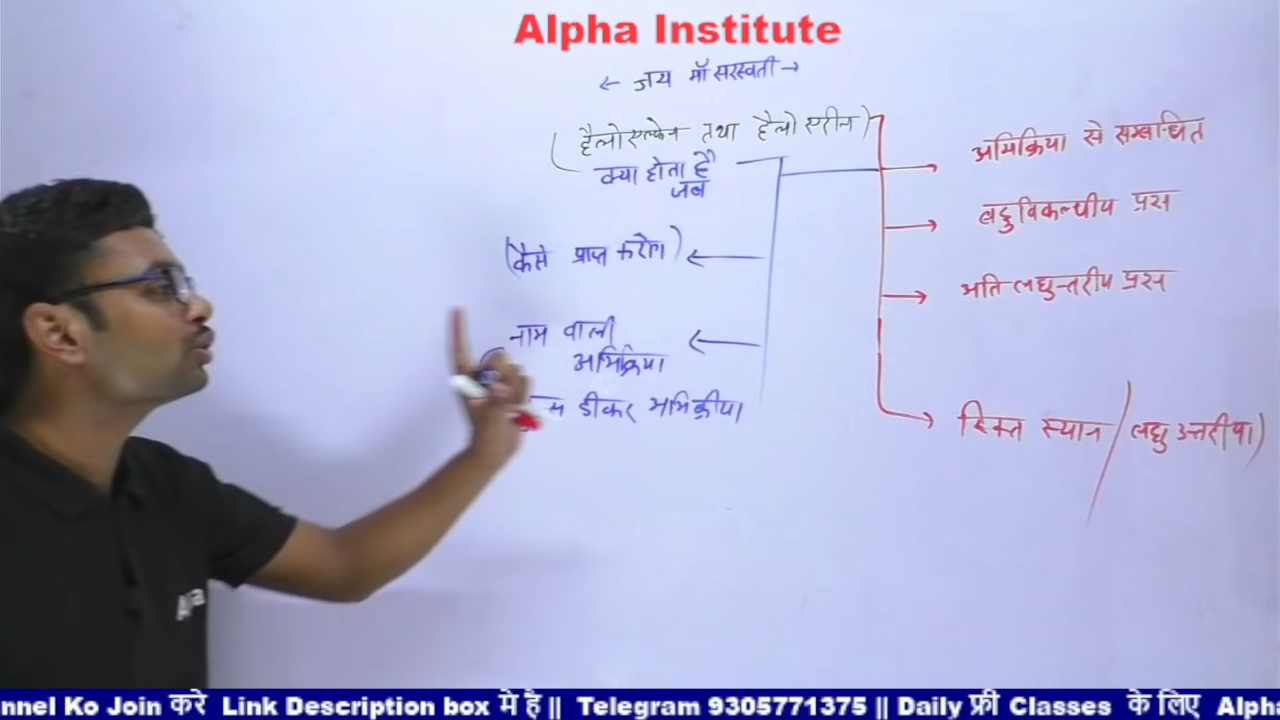 Alpha Institute
← जय माँ सरस्वती →
(हैलोएल्केन तथा हैलोएरीन)
क्या होता है
जब
(कैसे प्राप्त करोगे)
नाम वाली
अभिक्रिया
डीकर अभिक्रीया
अभिक्रिया से सम्बन्धित
लघुविकल्पीय प्रश्न
अति लघुत्तरीय प्रश्न
रिक्त स्थान / लघु उत्तरीय)
nnel Ko Join करे Link Description box मे है || Telegram 9305771375 || Daily फ्री Classes के लिए Alpha